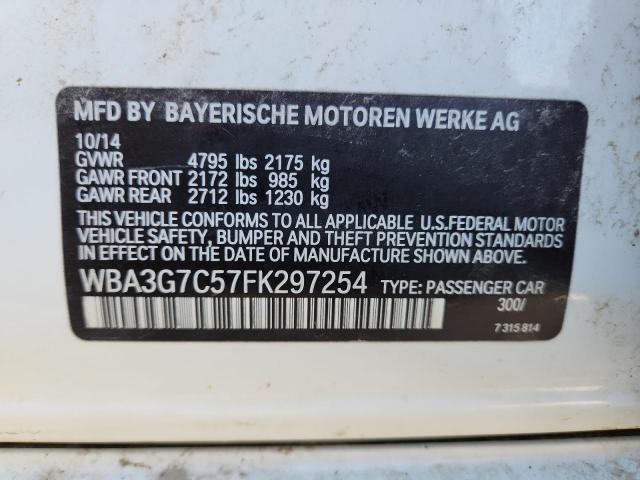 MFD BY BAYERISCHE MOTOREN WERKE AG
10/14
GVWR 4795 lbs 2175 kg
GAWR FRONT 2172 lbs 985 kg
GAWR REAR 2712 lbs 1230 kg
THIS VEHICLE CONFORMS TO ALL APPLICABLE U.S.FEDERAL MOTOR
VEHICLE SAFETY, BUMPER, AND THEFT PREVENTION STANDARDS
IN EFFECT ON THE DATE OF MANUFACTURE SHOWN ABOVE.
WBA3G7C57FK297254 TYPE: PASSENGER CAR
300/
7 315 814